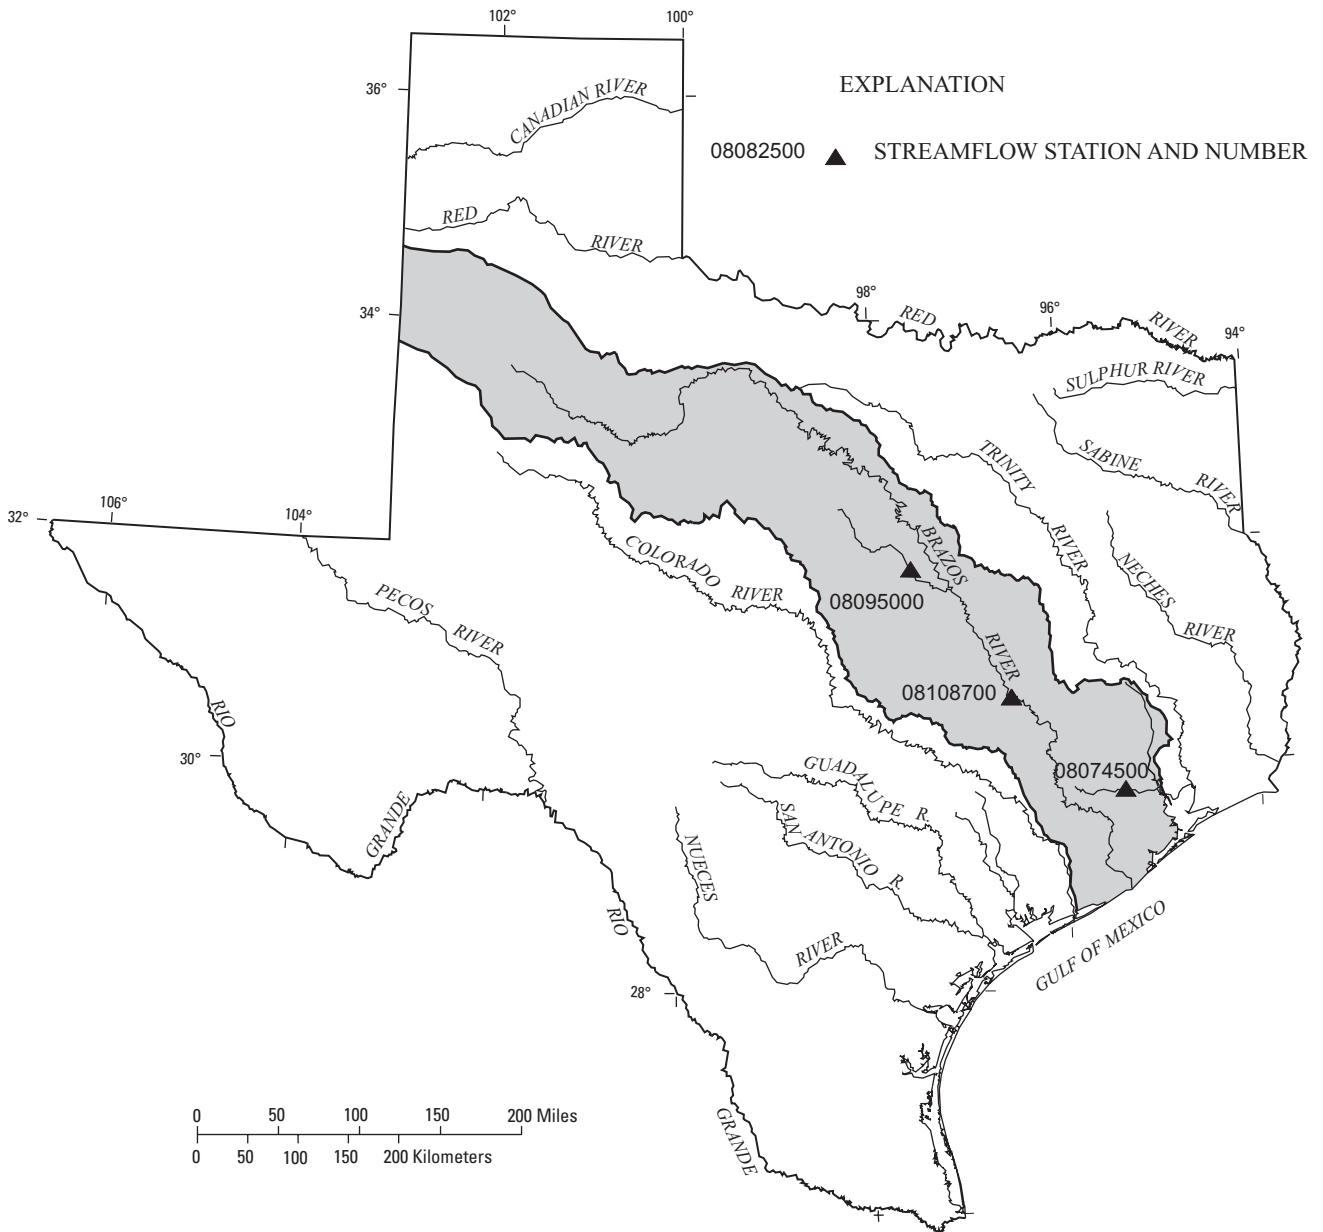 102°
100°
36°
EXPLANATION
CANADIAN RIVER
08082500 STREAMFLOW STATION AND NUMBER
RED
RIVER
98°
RED
96°
RIVER
94°
34°
SULPHUR RIVER
TRINITY
SABINE
RIVER
32°
106°
104°
COLORADO
RIVER
BRAZOS
RIVER
NECHES
RIVER
PECOS
RIVER
08095000
RIVER
08108700
RIO
30°
GUADALUPE R.
08074500
GRANDE
SAN ANTONIO R.
NUECES
RIO
RIVER
GULF OF MEXICO
28°
GRANDE
0 50 100 150 200 Miles
0 50 100 150 200 Kilometers